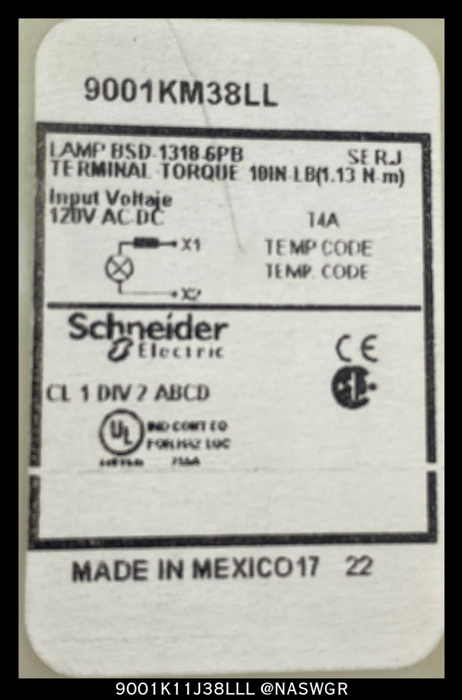 9001KM38LL
LAMP BSD-1318-6PB SER.J
TERMINAL TORQUE 10IN-LB(1.13 N-m)
Input Voltaje
120V AC-DC T4A
X1 TEMP CODE
TEMP. CODE
X2
Schneider
Electric
CE
CL 1 DIV 2 ABCD
UL IND CONT EQ
FOR HAZ LOC
MADE IN MEXICO17 22
9001K11J38LLL @NASWGR